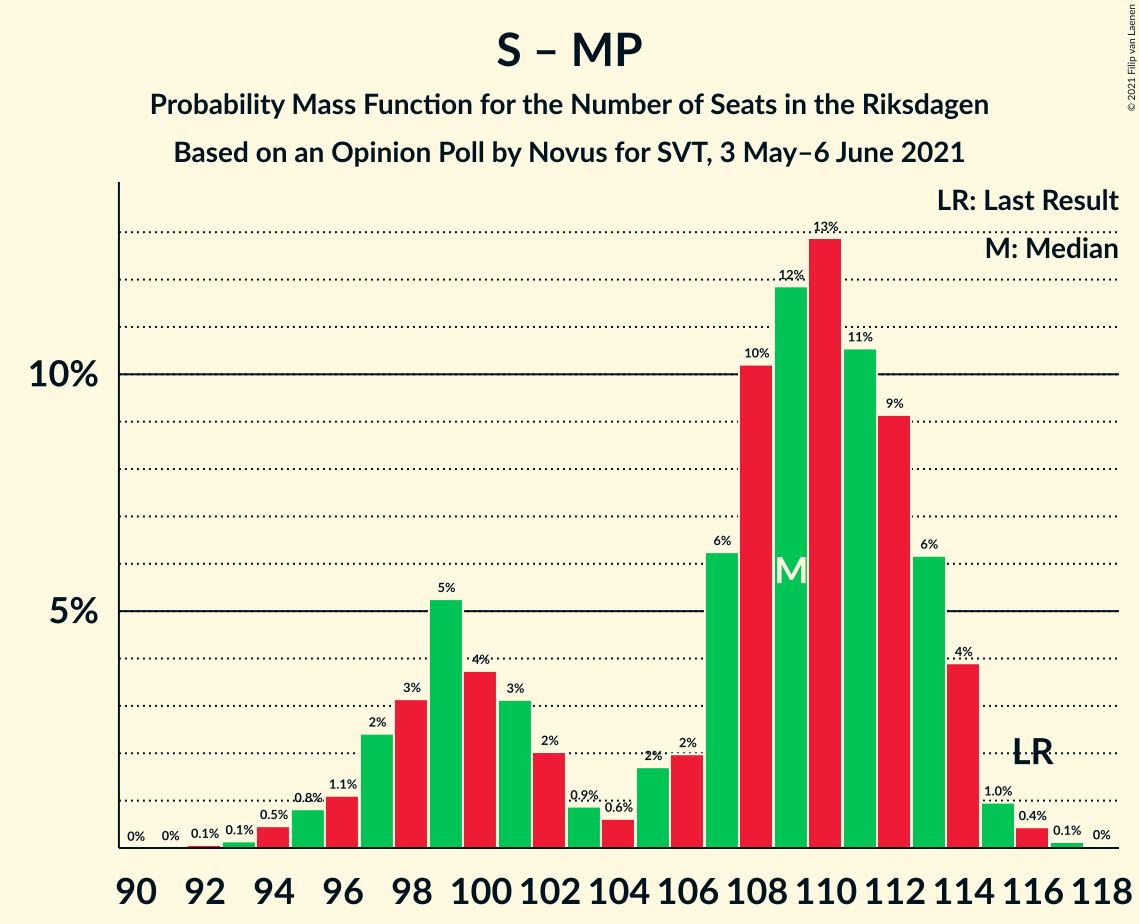 © 2021 Filip van Laenen
S – MP
Probability Mass Function for the Number of Seats in the Riksdagen
Based on an Opinion Poll by Novus for SVT, 3 May–6 June 2021
LR: Last Result
M: Median
10%
5%
0% 0% 0.1% 0.1% 0.5% 0.8% 1.1% 2% 3% 5% 4% 3% 2% 0.9% 0.6% 2% 2% 6% 10% 12% 13% 11% 9% 6% 4% 1.0% 0.4% 0.1% 0%
M
LR
90 92 94 96 98 100 102 104 106 108 110 112 114 116 118